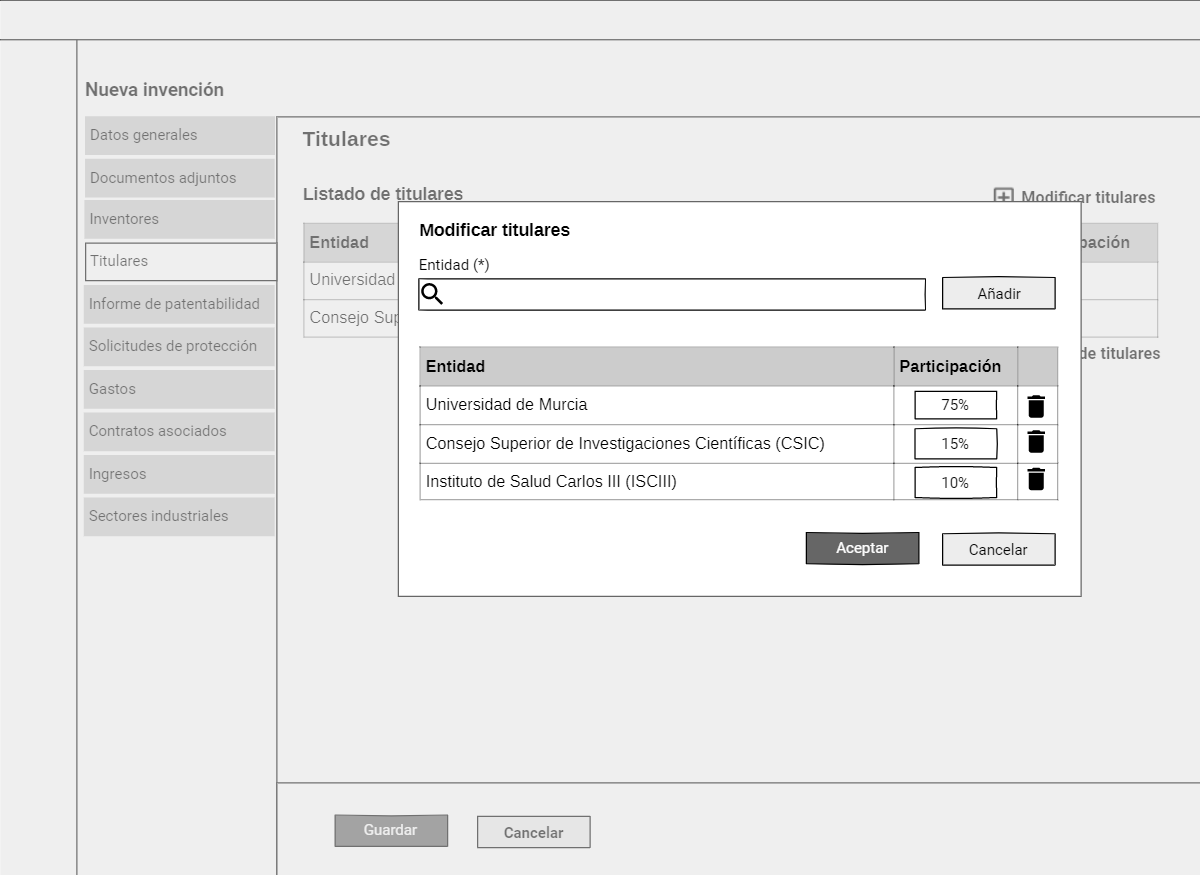 Nueva invención
Datos generales
Documentos adjuntos
Inventores
Titulares
Informe de patentabilidad
Solicitudes de protección
Gastos
Contratos asociados
Ingresos
Sectores industriales
Titulares
Listado de titulares
Modificar titulares
Entidad
Universidad
Consejo
de titulares
Modificar titulares
Entidad (*)
Añadir
Entidad Participación
Universidad de Murcia 75%
Consejo Superior de Investigaciones Científicas (CSIC) 15%
Instituto de Salud Carlos III (ISCIII) 10%
Aceptar Cancelar
Guardar Cancelar